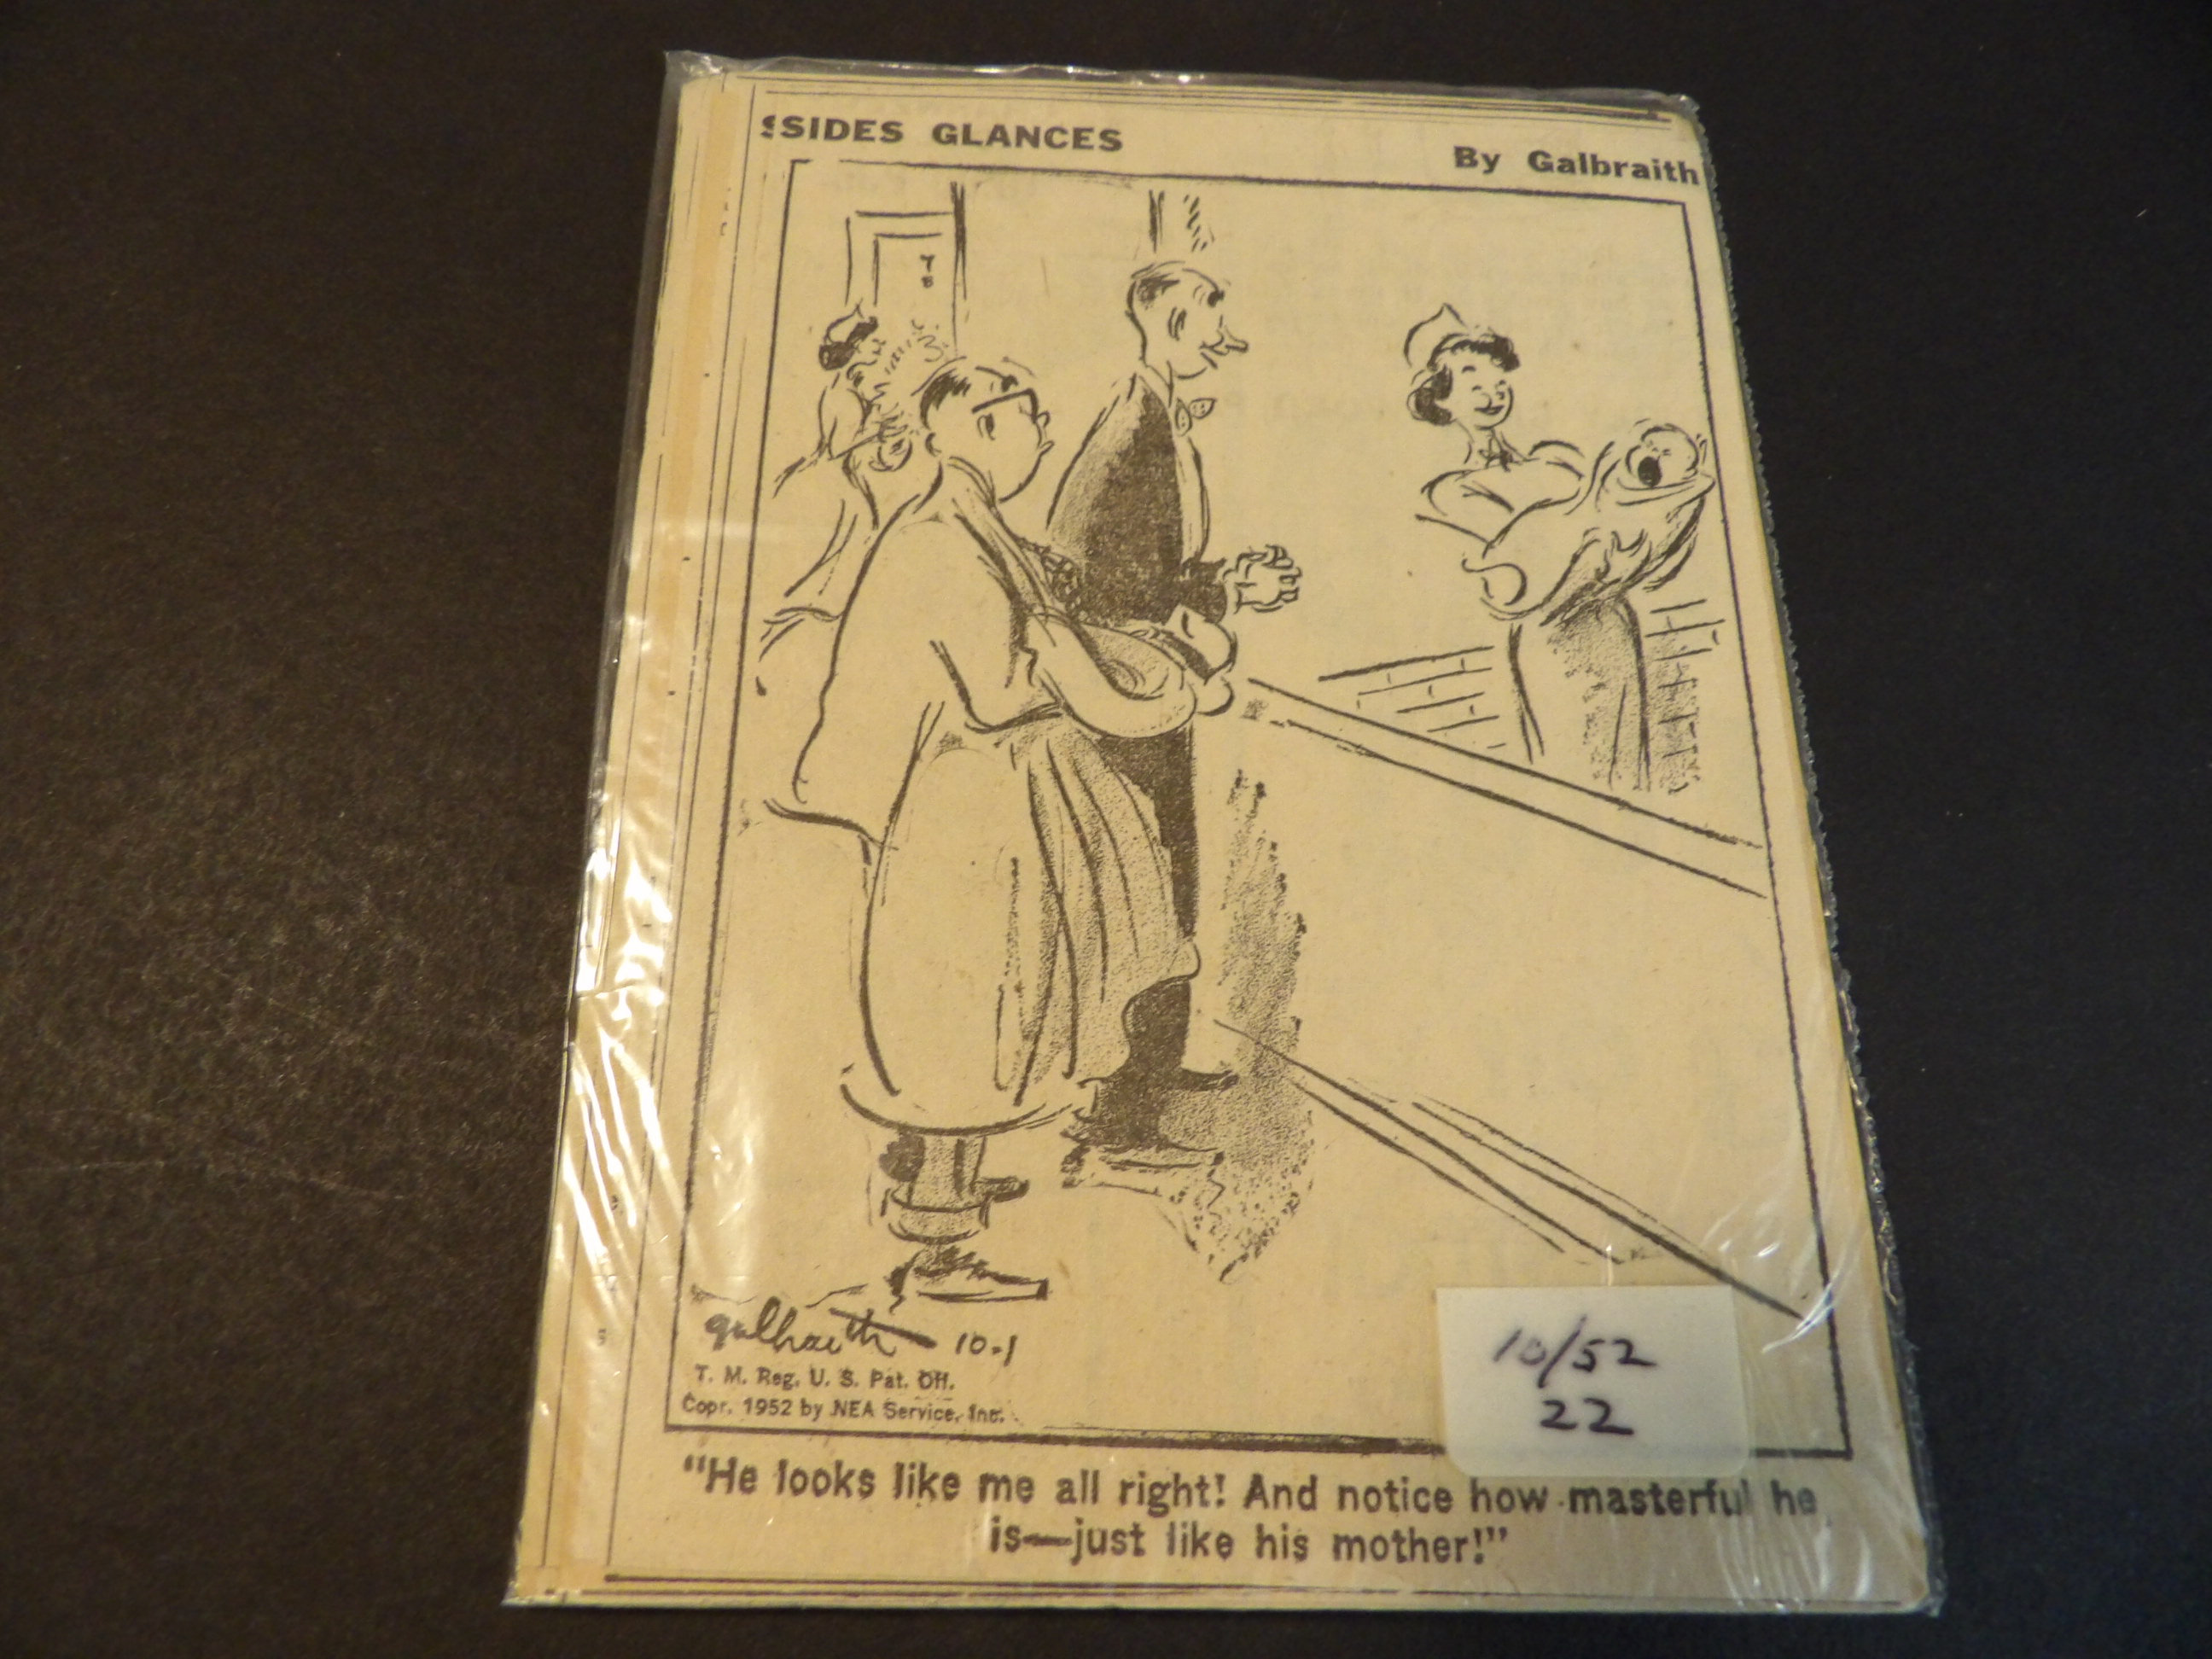 SSIDES GLANCES
By Galbraith
galbraith 10-1
T. M. Reg. U. S. Pat. Off.
Copr. 1952 by NEA Service, Inc.
10/52
22
"He looks like me all right! And notice how masterful he
is—just like his mother!"